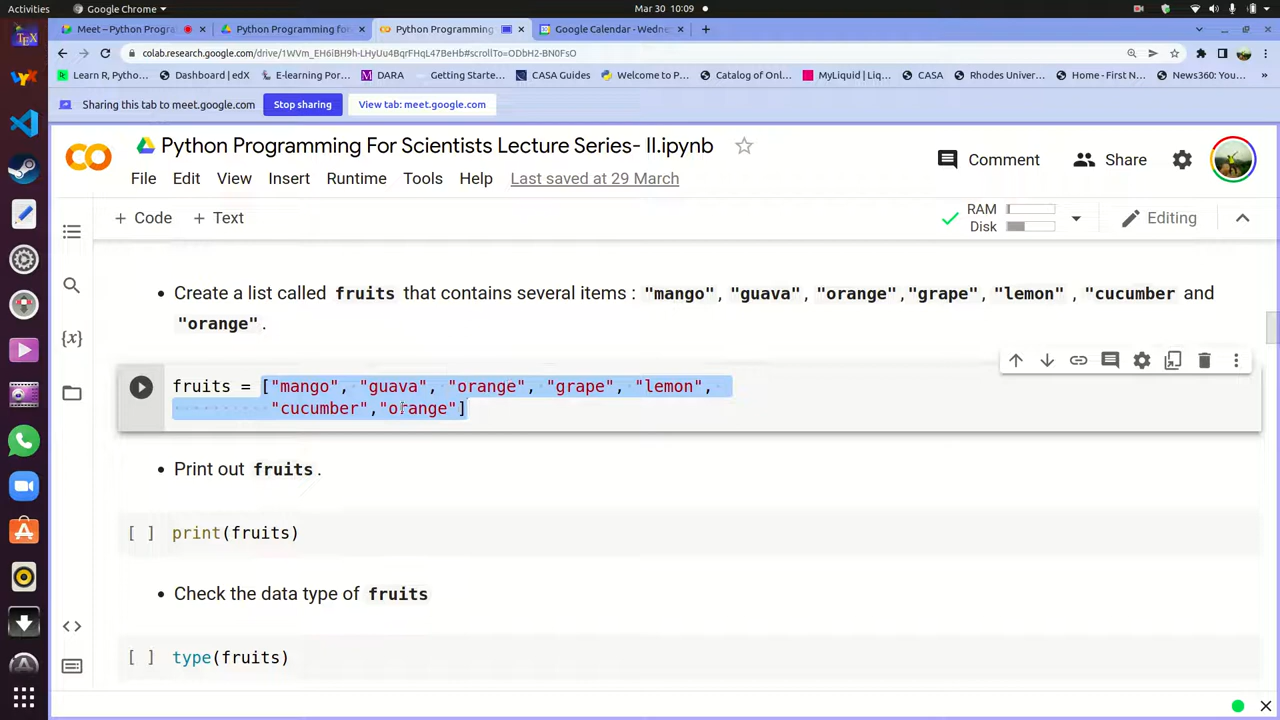 Activities
Google Chrome
Mar 30 10:09
Meet – Python Progra
Python Programming fo
Python Programming
Google Calendar - Wedne
colab.research.google.com/drive/1WVm_EH6iBH9h-LHyUu4BqrFHqL47BeHb#scrollTo=ODbH2-BN0FsO
Learn R, Pytho...
Dashboard | edX
E-learning Por...
DARA
Getting Starte...
CASA Guides
Welcome to P...
Catalog of Onl...
MyLiquid | Liq...
CASA
Rhodes Univer...
Home - First N...
News360: You...
Sharing this tab to meet.google.com
Stop sharing
View tab: meet.google.com
Python Programming For Scientists Lecture Series- II.ipynb
Comment
Share
File Edit View Insert Runtime Tools Help Last saved at 29 March
+ Code + Text
RAM
Disk
Editing
• Create a list called fruits that contains several items : "mango", "guava", "orange","grape", "lemon" , "cucumber and
"orange".
fruits = ["mango", "guava", "orange", "grape", "lemon",
"cucumber","orange"]
• Print out fruits.
[ ] print(fruits)
• Check the data type of fruits
[ ] type(fruits)